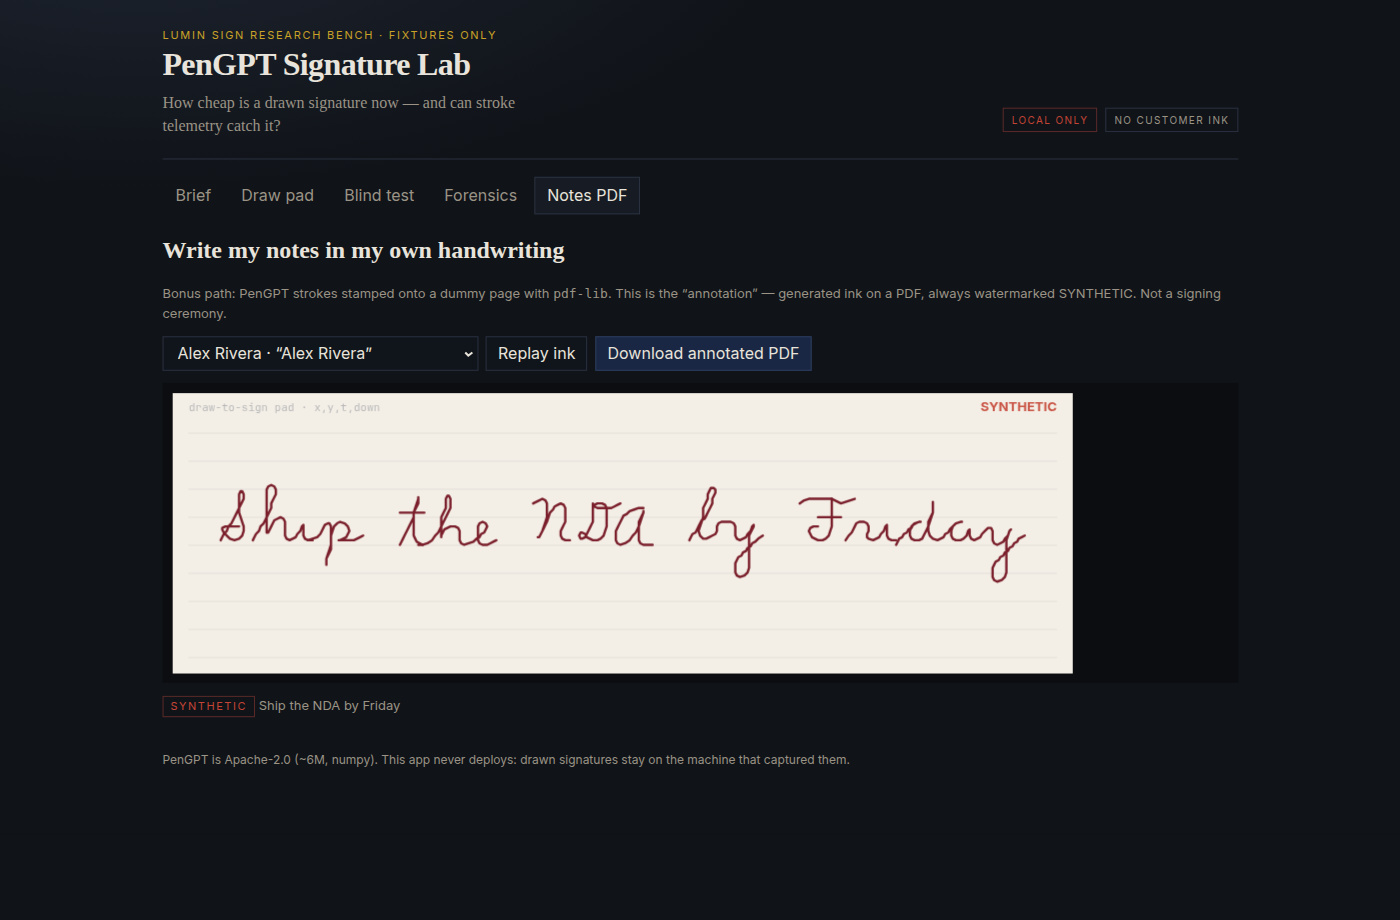 LUMIN SIGN RESEARCH BENCH · FIXTURES ONLY
PenGPT Signature Lab
How cheap is a drawn signature now — and can stroke
telemetry catch it?
LOCAL ONLY
NO CUSTOMER INK
Brief
Draw pad
Blind test
Forensics
Notes PDF
Write my notes in my own handwriting
Bonus path: PenGPT strokes stamped onto a dummy page with pdf-lib. This is the “annotation” — generated ink on a PDF, always watermarked SYNTHETIC. Not a signing
ceremony.
Alex Rivera · “Alex Rivera”
Replay ink
Download annotated PDF
draw-to-sign pad · x,y,t,down
SYNTHETIC
Ship the NDA by Friday
SYNTHETIC Ship the NDA by Friday
PenGPT is Apache-2.0 (~6M, numpy). This app never deploys: drawn signatures stay on the machine that captured them.